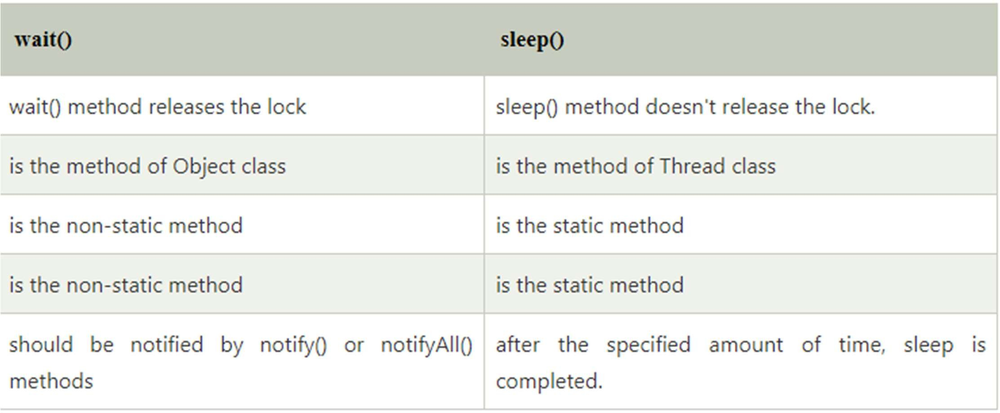 wait() sleep()
wait() method releases the lock sleep() method doesn't release the lock.
is the method of Object class is the method of Thread class
is the non-static method is the static method
is the non-static method is the static method
should be notified by notify() or notifyAll() after the specified amount of time, sleep is
methods completed.